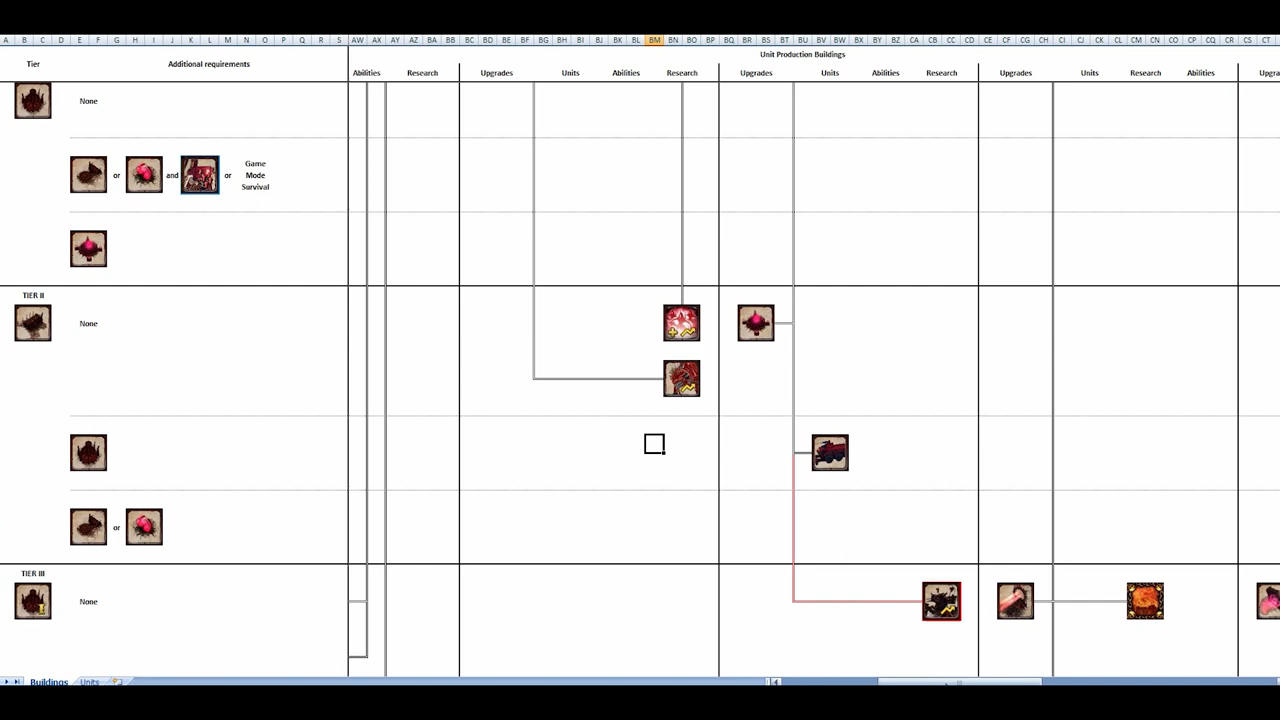 A B C D E F G H I J K L M N O P Q R S AW AX AY AZ BA BB BC BD BE BF BG BH BI BJ BK BL BM BN BO BP BQ BR BS BT BU BV BW BX BY BZ CA CB CC CD CE CF CG CH CI CJ CK CL CM CN CO CP CQ CR CS CT
Unit Production Buildings
Tier Additional requirements
Abilities Research Upgrades Units Abilities Research Upgrades Units Abilities Research Upgrades Units Research Abilities Upgra
None
or and or Game
Mode
Survival
TIER II
None
or
TIER III
None
Buildings Units